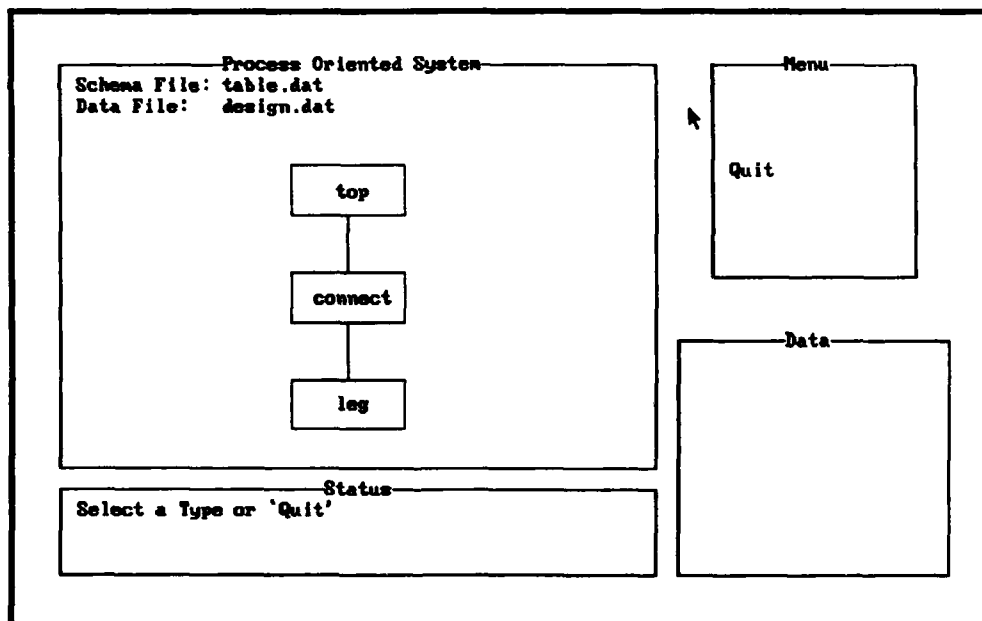 Process Oriented System
Schema File: table.dat
Data File: design.dat
top
connect
leg
Status
Select a Type or `Quit'
Menu
Quit
Data